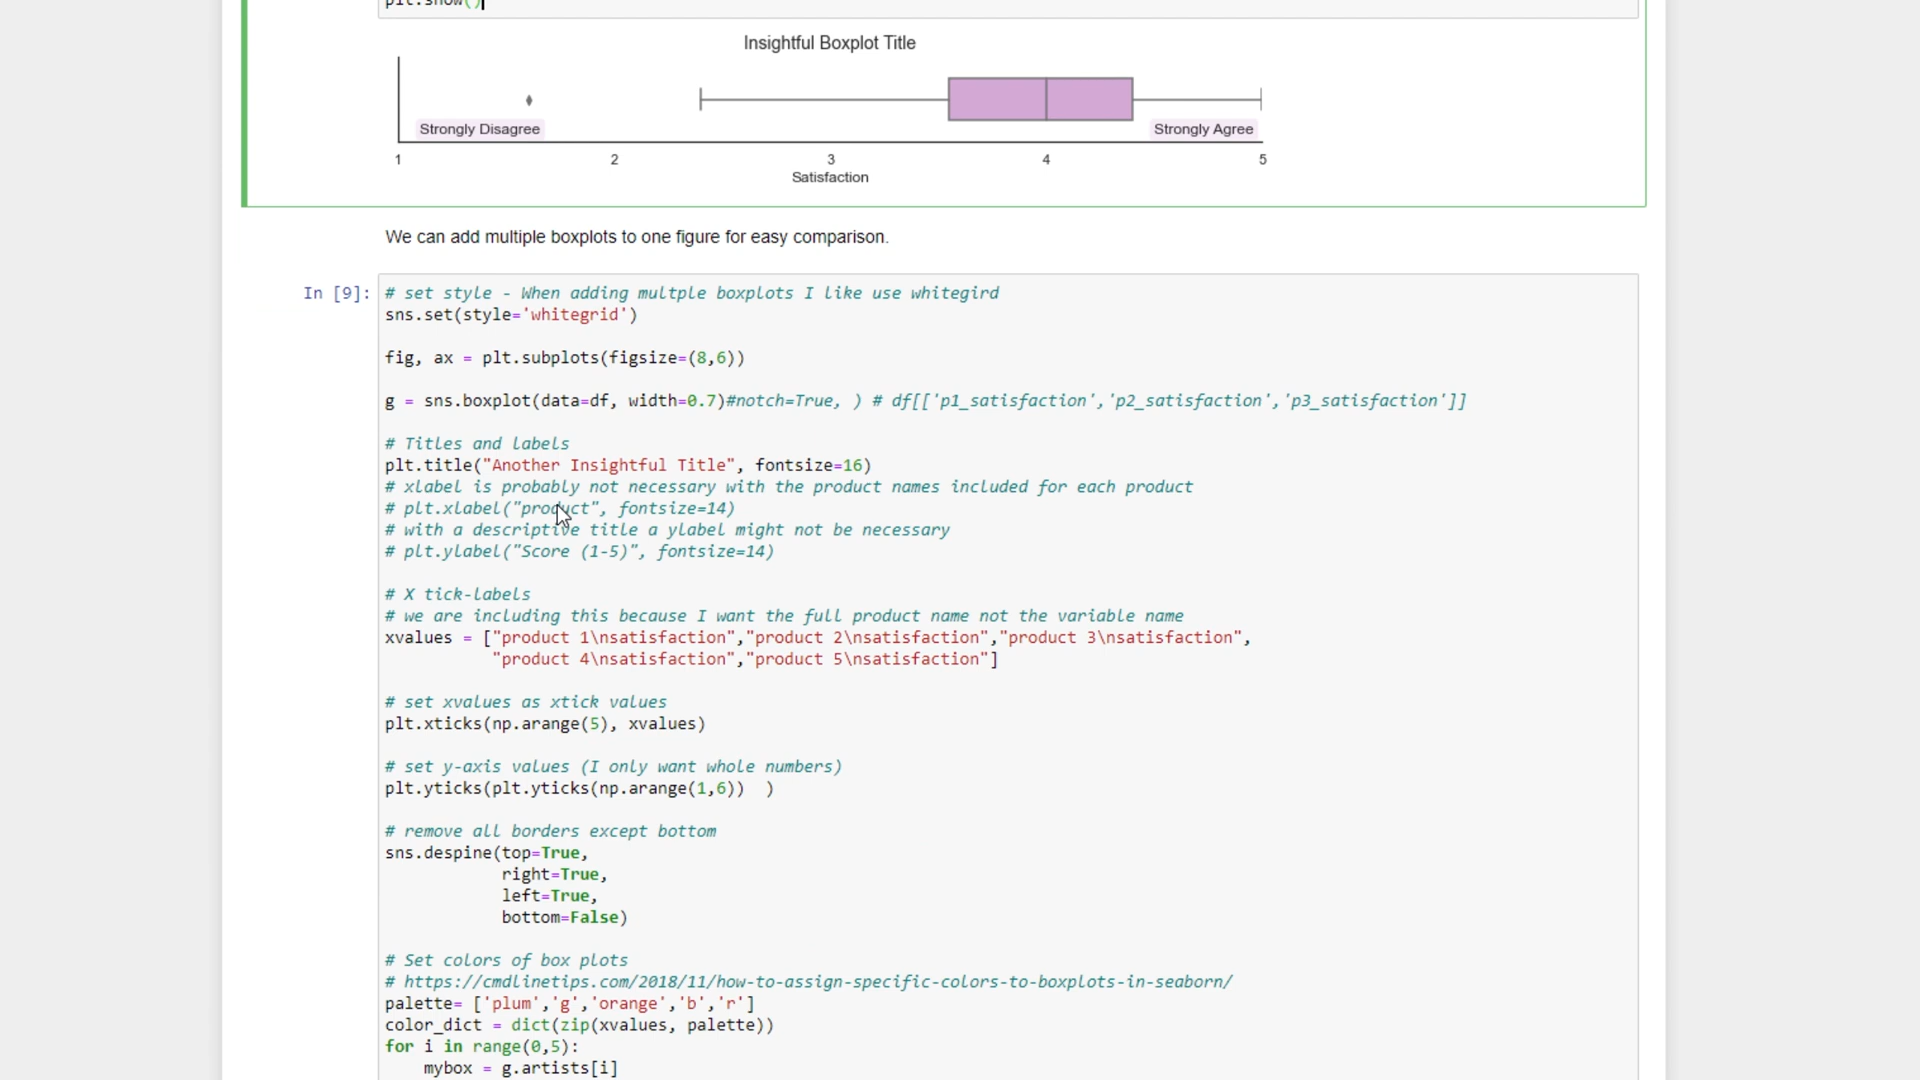 plt.show()
Insightful Boxplot Title
Strongly Disagree
Strongly Agree
1 2 3 4 5
Satisfaction
We can add multiple boxplots to one figure for easy comparison.
In [9]:
# set style - When adding multple boxplots I like use whitegird
sns.set(style='whitegrid')
fig, ax = plt.subplots(figsize=(8,6))
g = sns.boxplot(data=df, width=0.7)#notch=True, ) # df[['p1_satisfaction','p2_satisfaction','p3_satisfaction']]
# Titles and labels
plt.title("Another Insightful Title", fontsize=16)
# xlabel is probably not necessary with the product names included for each product
# plt.xlabel("product", fontsize=14)
# with a descriptive title a ylabel might not be necessary
# plt.ylabel("Score (1-5)", fontsize=14)
# X tick-labels
# we are including this because I want the full product name not the variable name
xvalues = ["product 1\nsatisfaction","product 2\nsatisfaction","product 3\nsatisfaction",
"product 4\nsatisfaction","product 5\nsatisfaction"]
# set xvalues as xtick values
plt.xticks(np.arange(5), xvalues)
# set y-axis values (I only want whole numbers)
plt.yticks(plt.yticks(np.arange(1,6))  )
# remove all borders except bottom
sns.despine(top=True,
right=True,
left=True,
bottom=False)
# Set colors of box plots
# https://cmdlinetips.com/2018/11/how-to-assign-specific-colors-to-boxplots-in-seaborn/
palette= ['plum','g','orange','b','r']
color_dict = dict(zip(xvalues, palette))
for i in range(0,5):
mybox = g.artists[i]